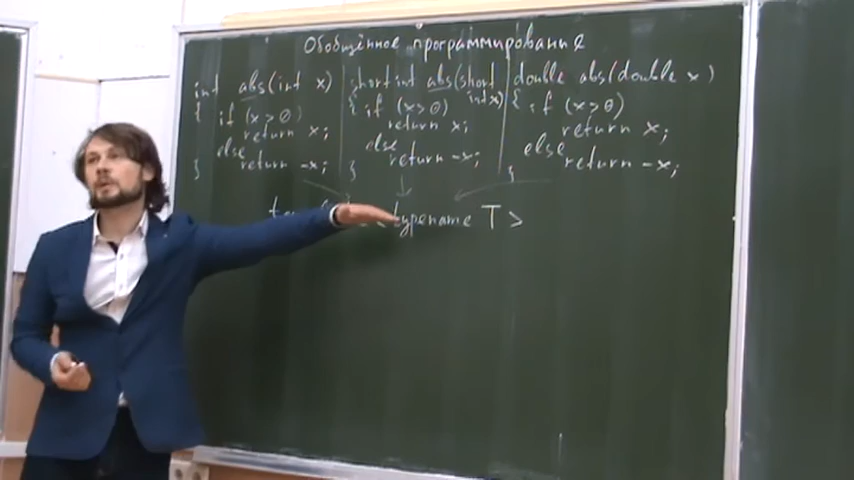 Обобщённое программирование
int abs(int x)
{ if (x>0)
return x;
else
return -x;
}
short int abs(short int x)
{ if (x>0)
return x;
else
return -x;
}
double abs(double x)
{ if (x>0)
return x;
else
return -x;
}
typename T>